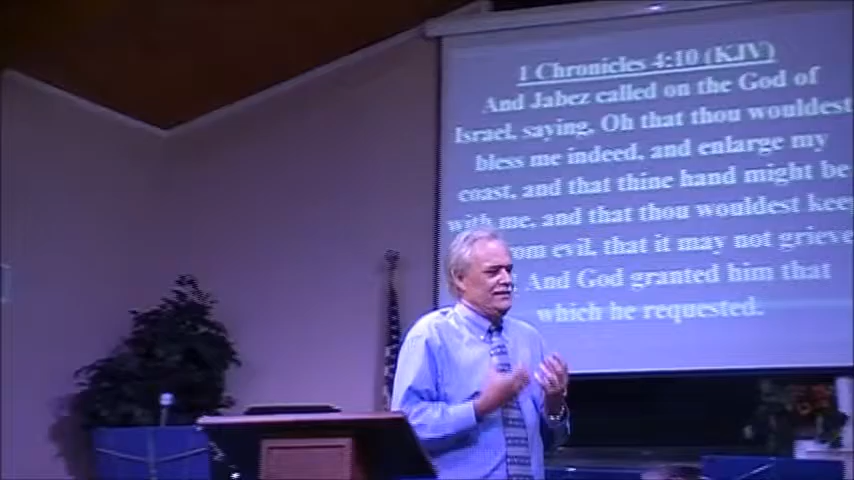 1 Chronicles 4:10 (KJV)
And Jabez called on the God of
Israel, saying, Oh that thou wouldest
bless me indeed, and enlarge my
coast, and that thine hand might be
with me, and that thou wouldest keep
from evil, that it may not grieve
And God granted him that
which he requested.